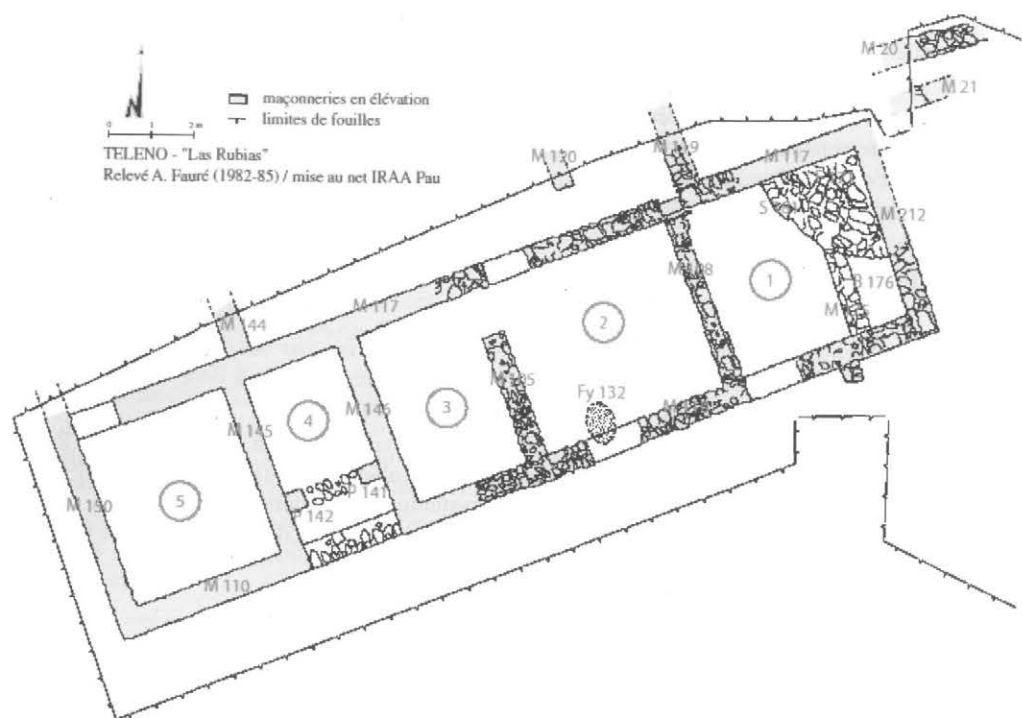 N
maçonneries en élévation
limites de fouilles
0 1 2 m
TELENO - "Las Rubias"
Relevé A. Fauré (1982-85) / mise au net IRAA Pau
M 20
M 21
M 119
M 120
M 117
M 212
1
B 176
2
M 144
M 117
3
Fy 132
M 145
4
M 146
M 150
5
141
142
M 110